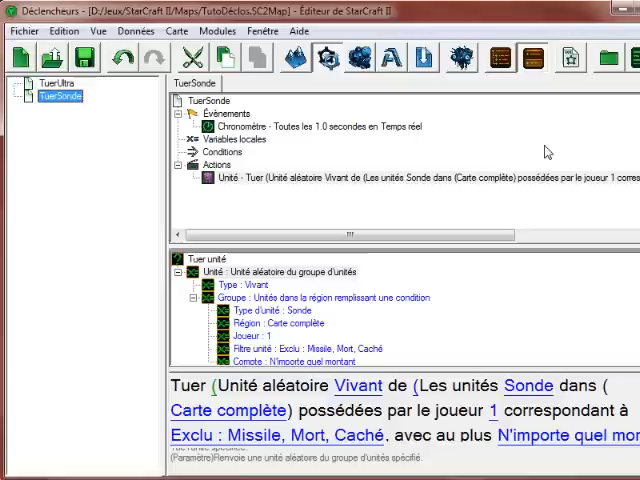 Déclencheurs - [D:/Jeux/StarCraft II/Maps/TutoDéclos.SC2Map] - Éditeur de StarCraft II
Fichier Edition Vue Données Carte Modules Fenêtre Aide
TuerUltra
TuerSonde
TuerSonde
TuerSonde
Évènements
Chronomètre - Toutes les 1.0 secondes en Temps réel
Variables locales
Conditions
Actions
Unité - Tuer (Unité aléatoire Vivant de (Les unités Sonde dans (Carte complète) possédées par le joueur 1 corres
Tuer unité
Unité : Unité aléatoire du groupe d'unités
Type : Vivant
Groupe : Unités dans la région remplissant une condition
Type d'unité : Sonde
Région : Carte complète
Joueur : 1
Filtre unité : Exclu : Missile, Mort, Caché
Compte : N'importe quel montant
Tuer (Unité aléatoire Vivant de (Les unités Sonde dans (
Carte complète) possédées par le joueur 1 correspondant à
Exclu : Missile, Mort, Caché, avec au plus N'importe quel mon
(Paramètre)Renvoie une unité aléatoire du groupe d'unités spécifié.